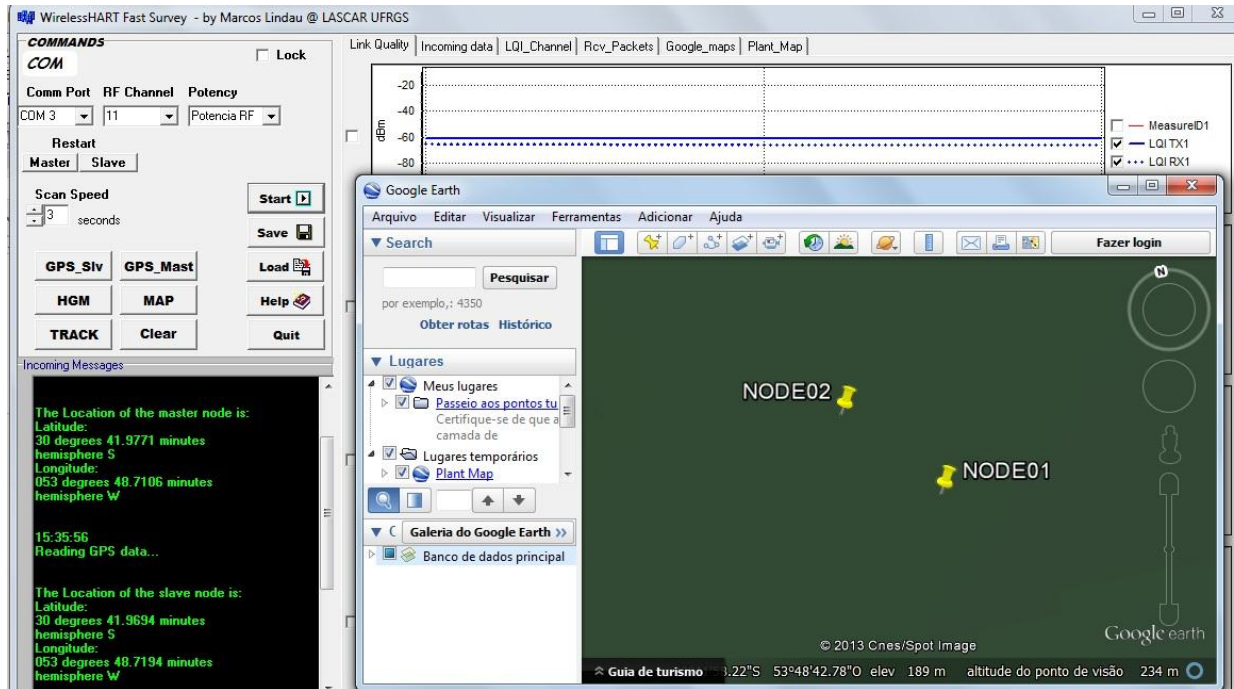 WirelessHART Fast Survey - by Marcos Lindau @ LASCAR UFRGS
COMMANDS
COM
Lock
Comm Port RF Channel Potency
COM 3 11 Potencia RF
Restart
Master Slave
Scan Speed
3 seconds
Start
Save
GPS_Slv GPS_Mast Load
HGM MAP Help
TRACK Clear Quit
Incoming Messages
The Location of the master node is:
Latitude:
30 degrees 41.9771 minutes
hemisphere S
Longitude:
053 degrees 48.7106 minutes
hemisphere W
15:35:56
Reading GPS data...
The Location of the slave node is:
Latitude:
30 degrees 41.9694 minutes
hemisphere S
Longitude:
053 degrees 48.7194 minutes
hemisphere W
Link Quality Incoming data LQI_Channel Rcv_Packets Google_maps Plant_Map
dBm
-20
-40
-60
-80
MeasureID1
LQI TX1
LQI RX1
Google Earth
Arquivo Editar Visualizar Ferramentas Adicionar Ajuda
Search
Fazer login
Pesquisar
por exemplo,: 4350
Obter rotas Histórico
Lugares
Meus lugares
Passeio aos pontos tu
Certifique-se de que a
camada de
Lugares temporários
Plant Map
C Galeria do Google Earth >>
Banco de dados principal
N
NODE02
NODE01
Google earth
© 2013 Cnes/Spot Image
Guia de turismo 8.22"S 53°48'42.78"O elev 189 m altitude do ponto de visão 234 m